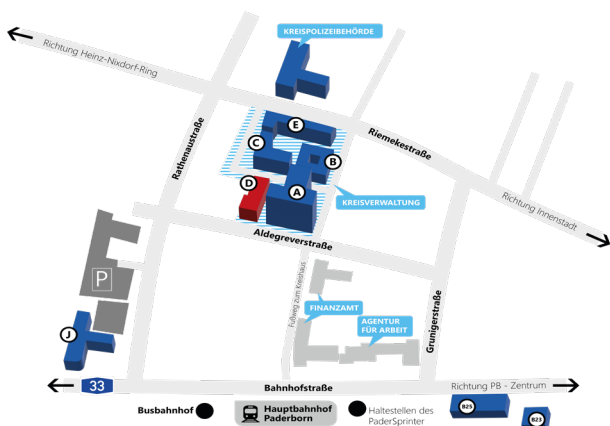 KREISPOLIZEIBEHÖRDE
Richtung Heinz-Nixdorf-Ring
Rathenaustraße
E
C
B
D
A
Riemekestraße
KREISVERWALTUNG
Richtung Innenstadt
Aldegreverstraße
P
Fußweg zum Kreishaus
FINANZAMT
AGENTUR
FÜR ARBEIT
Grunigerstraße
J
33
Bahnhofstraße
Richtung PB - Zentrum
Busbahnhof
Hauptbahnhof
Paderborn
Haltestellen des
PaderSprinter
B25
B23